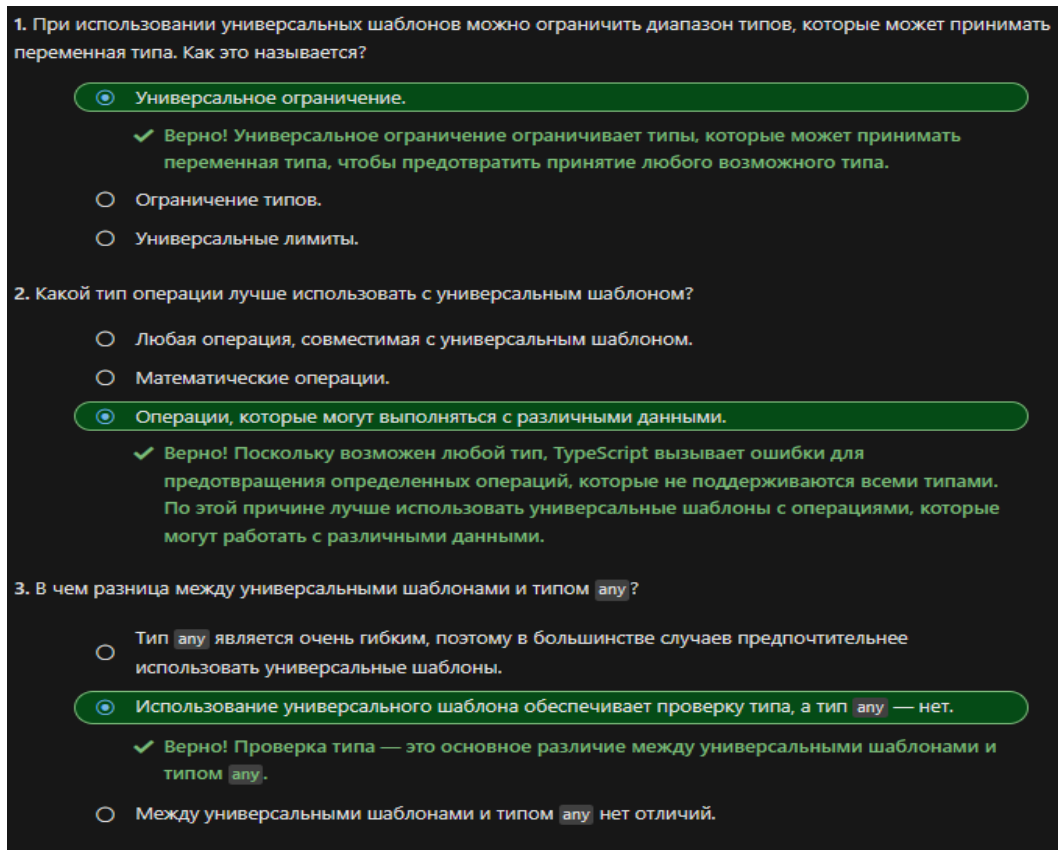 1. При использовании универсальных шаблонов можно ограничить диапазон типов, которые может принимать
переменная типа. Как это называется?
Универсальное ограничение.
Верно! Универсальное ограничение ограничивает типы, которые может принимать
переменная типа, чтобы предотвратить принятие любого возможного типа.
Ограничение типов.
Универсальные лимиты.
2. Какой тип операции лучше использовать с универсальным шаблоном?
Любая операция, совместимая с универсальным шаблоном.
Математические операции.
Операции, которые могут выполняться с различными данными.
Верно! Поскольку возможен любой тип, TypeScript вызывает ошибки для
предотвращения определенных операций, которые не поддерживаются всеми типами.
По этой причине лучше использовать универсальные шаблоны с операциями, которые
могут работать с различными данными.
3. В чем разница между универсальными шаблонами и типом any?
Тип any является очень гибким, поэтому в большинстве случаев предпочтительнее
использовать универсальные шаблоны.
Использование универсального шаблона обеспечивает проверку типа, а тип any — нет.
Верно! Проверка типа — это основное различие между универсальными шаблонами и
типом any.
Между универсальными шаблонами и типом any нет отличий.